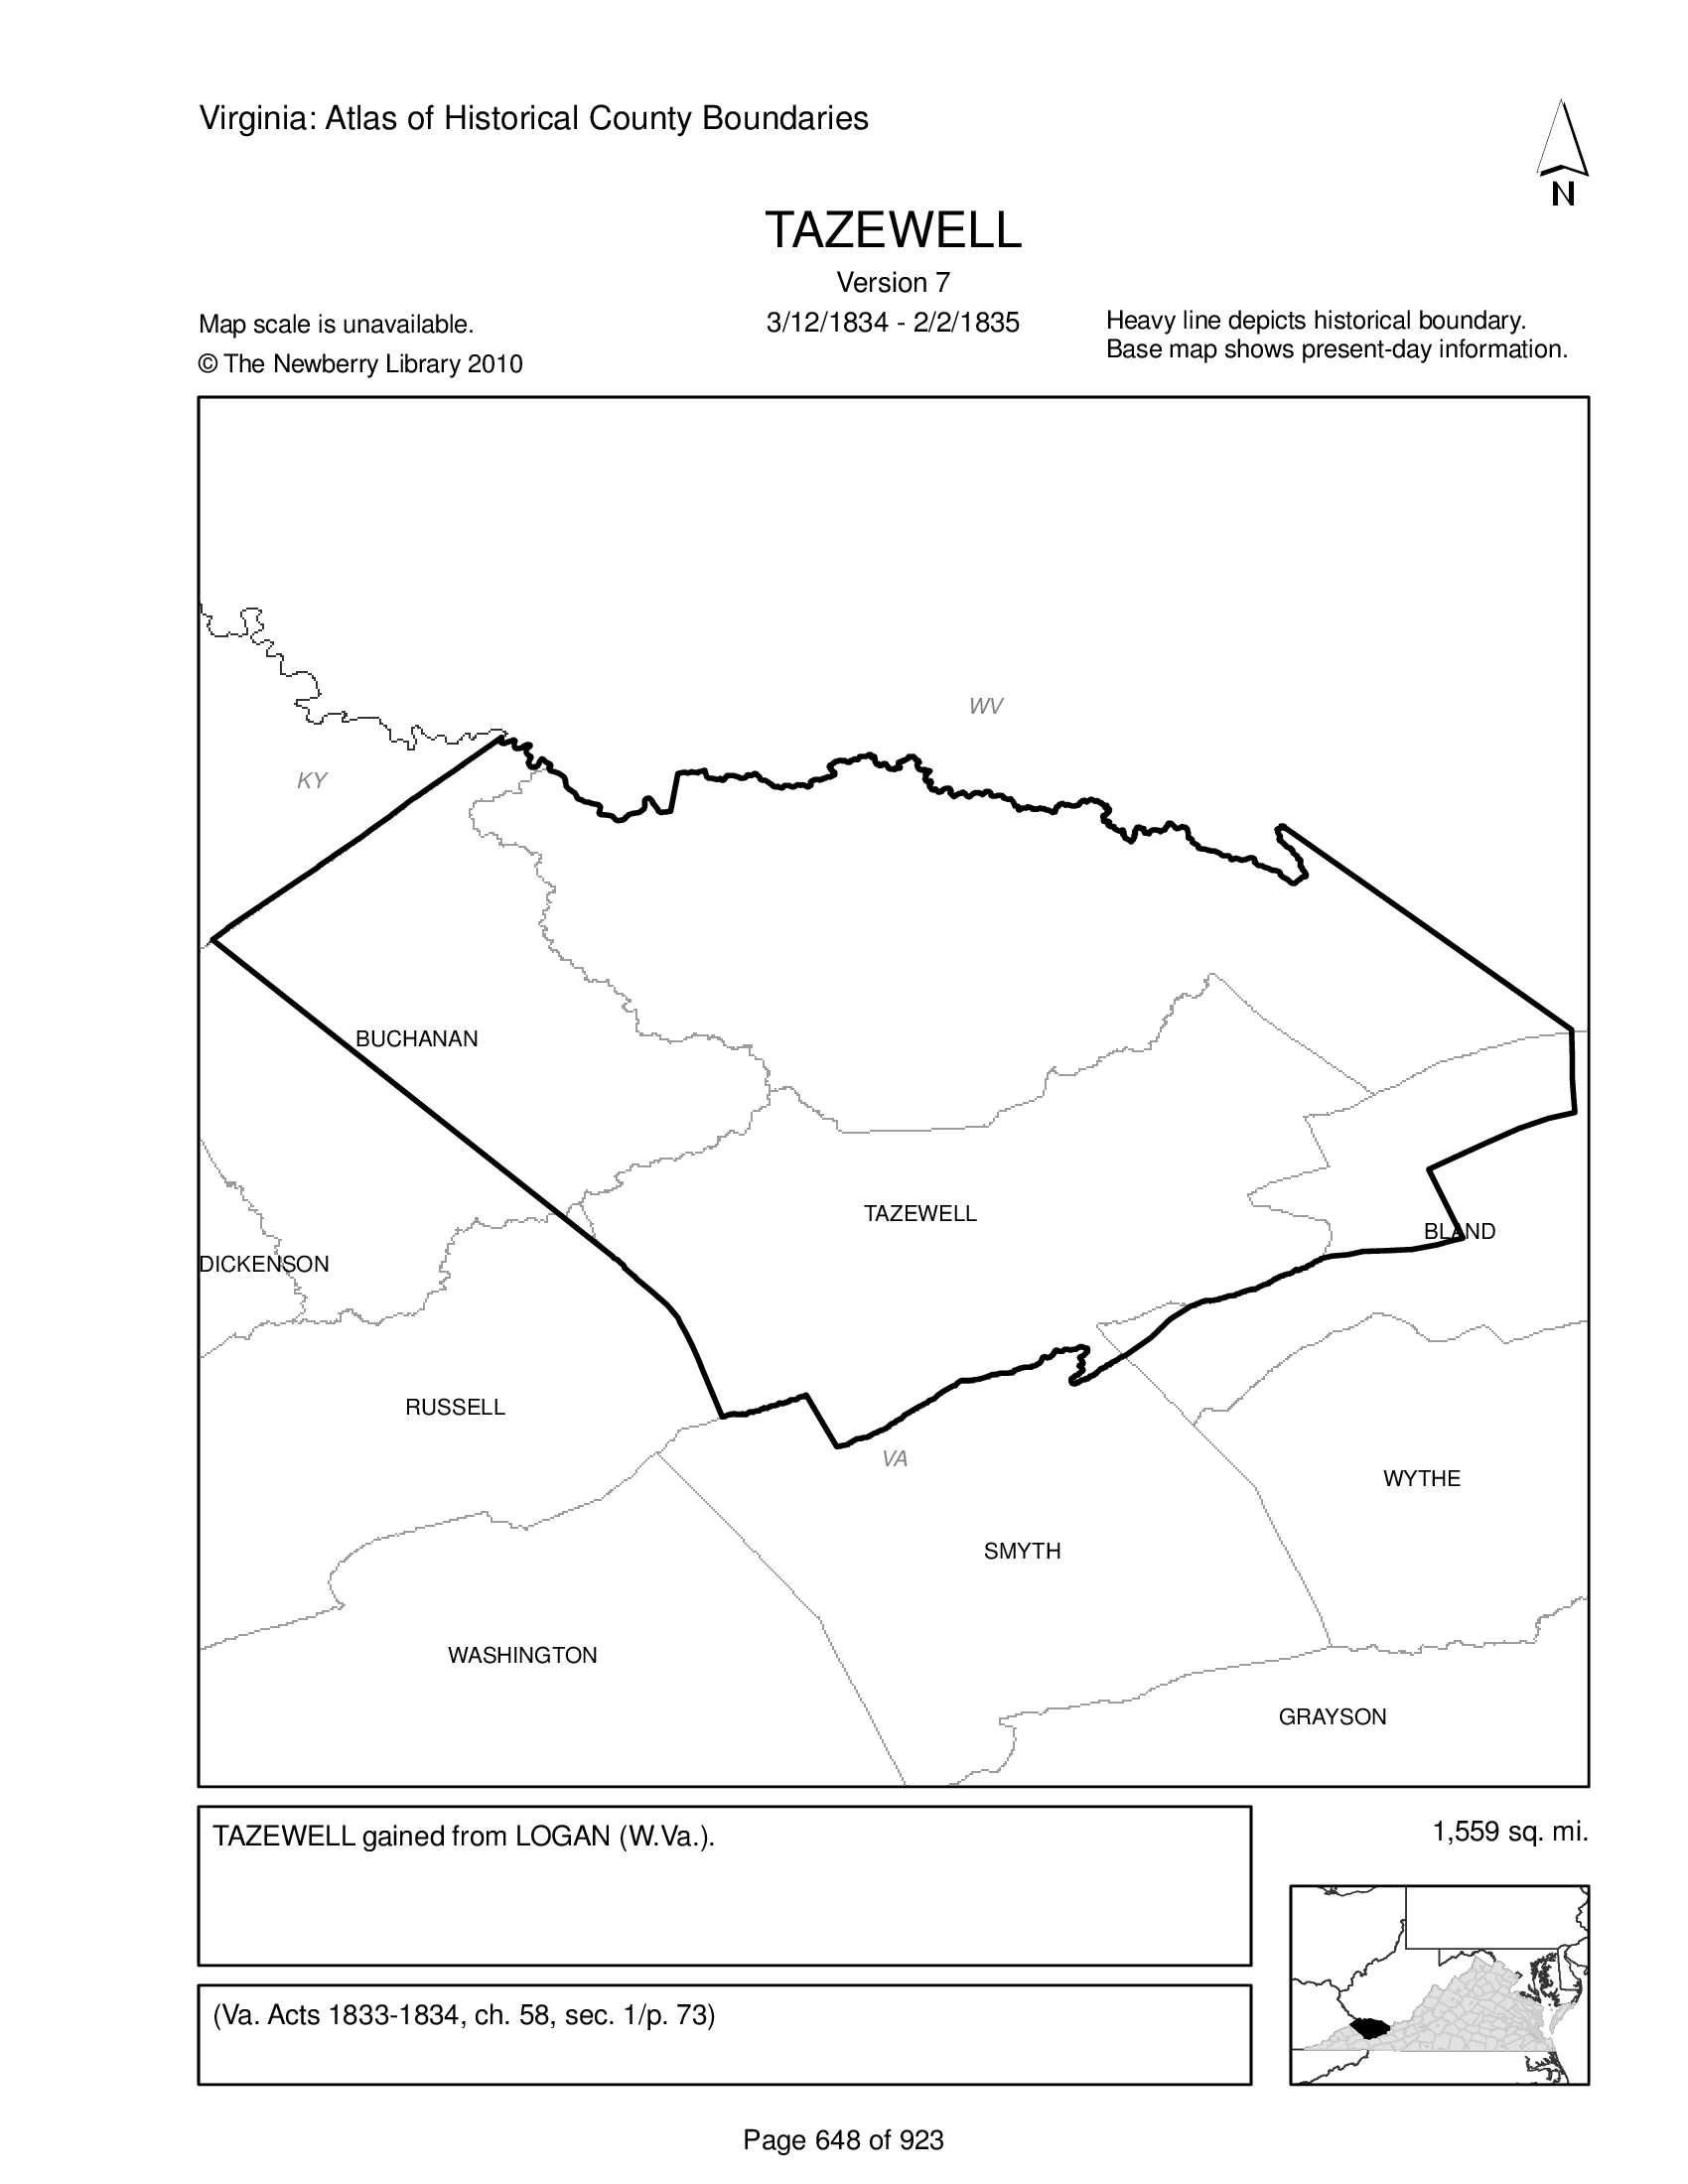 Virginia: Atlas of Historical County Boundaries
N
TAZEWELL
Version 7
3/12/1834 - 2/2/1835
Map scale is unavailable.
© The Newberry Library 2010
Heavy line depicts historical boundary.
Base map shows present-day information.
WV
KY
BUCHANAN
TAZEWELL
BLAND
DICKENSON
RUSSELL
VA
WYTHE
SMYTH
WASHINGTON
GRAYSON
TAZEWELL gained from LOGAN (W.Va.).
1,559 sq. mi.
(Va. Acts 1833-1834, ch. 58, sec. 1/p. 73)
Page 648 of 923